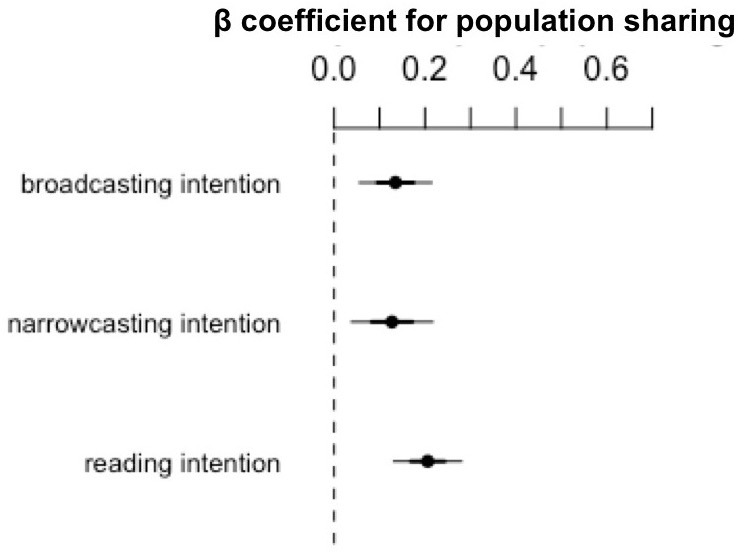 β coefficient for population sharing
0.0 0.2 0.4 0.6
broadcasting intention
narrowcasting intention
reading intention